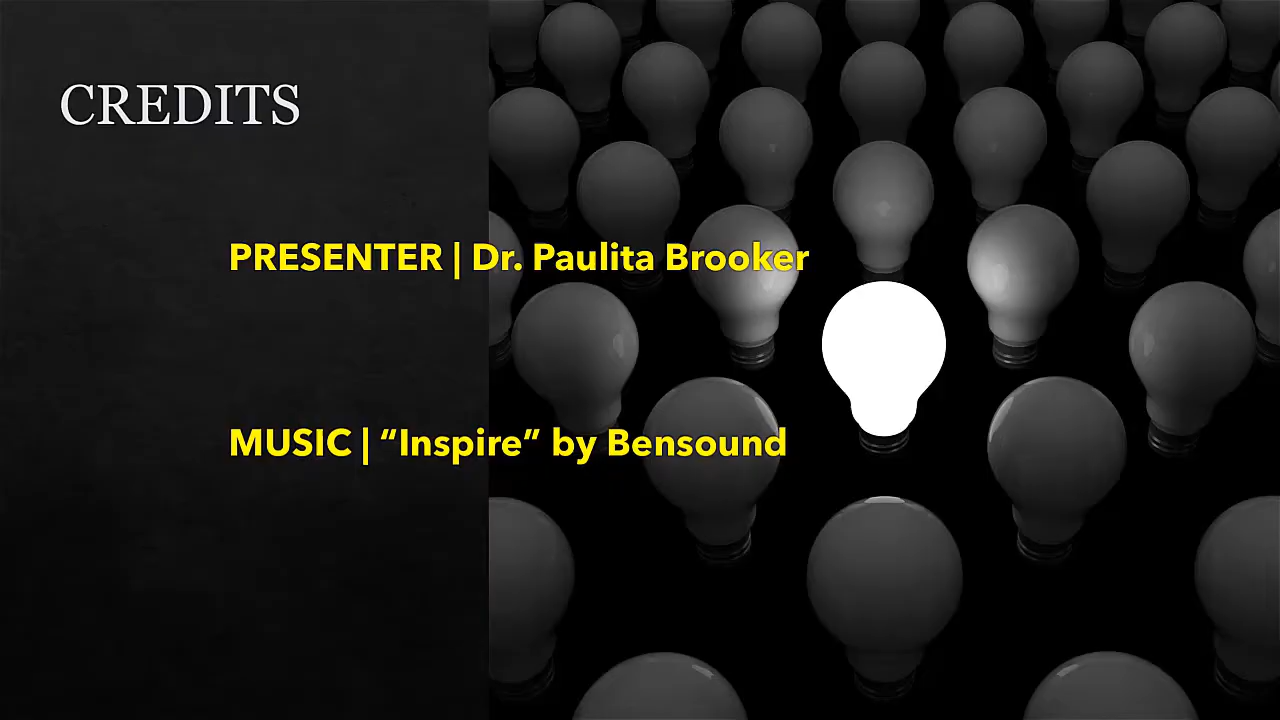 CREDITS
PRESENTER | Dr. Paulita Brooker
MUSIC | “Inspire” by Bensound